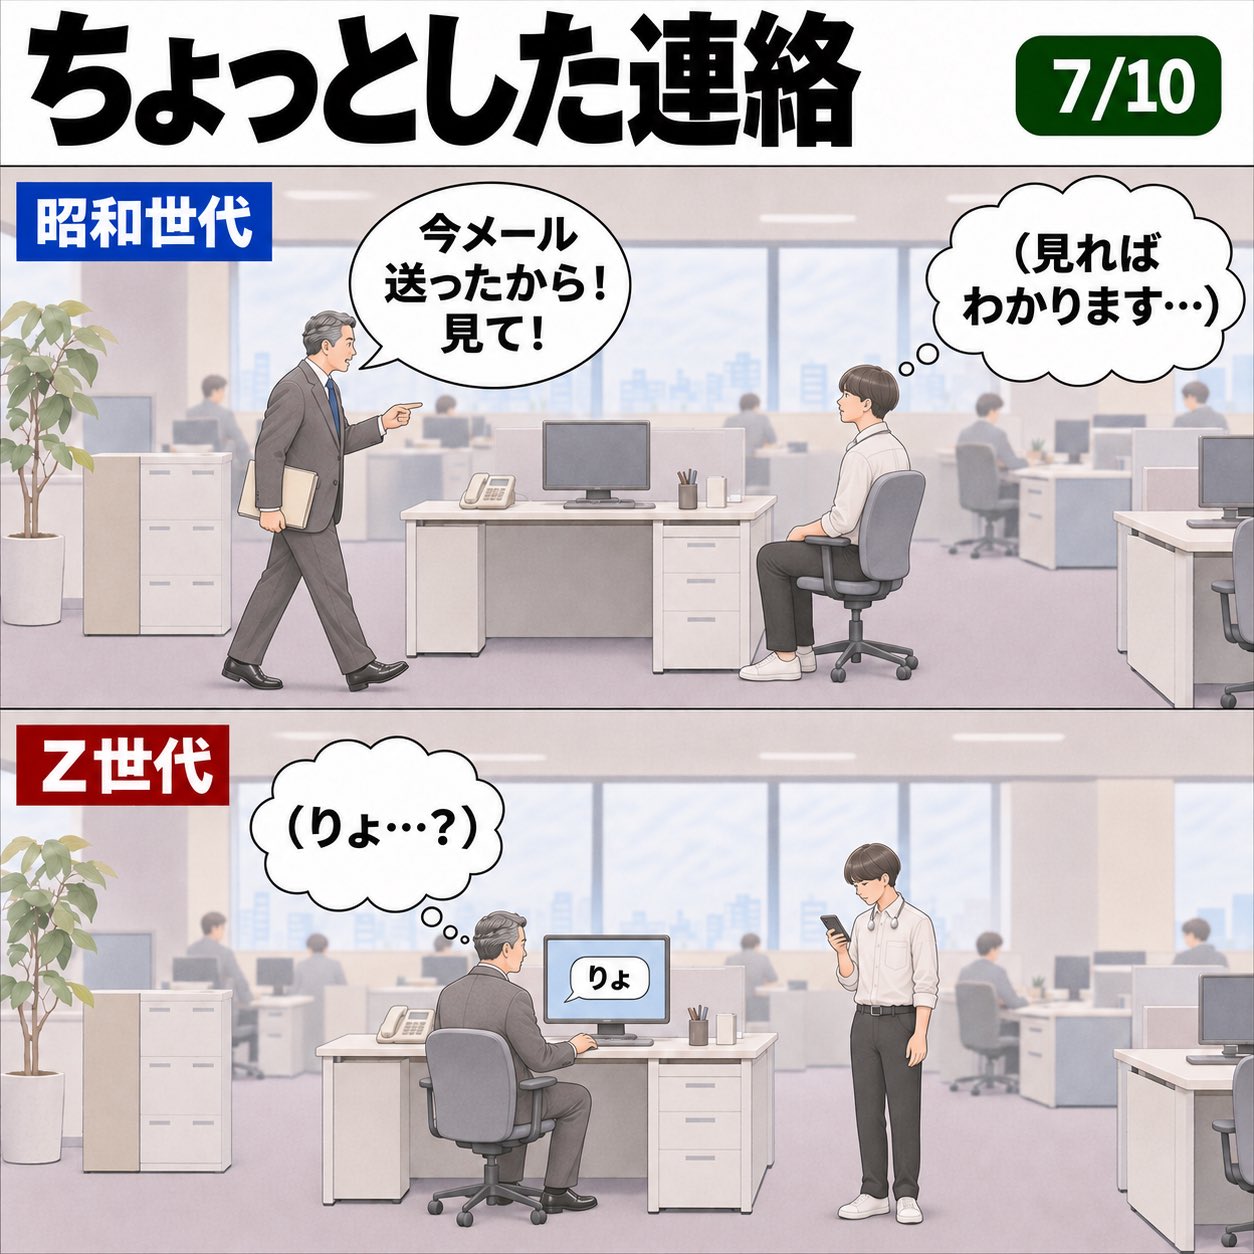 ちょっとした連絡
7/10
昭和世代
今メール
送ったから！
見て！
（見れば
わかります…）
Z世代
（りょ…？）
りょ